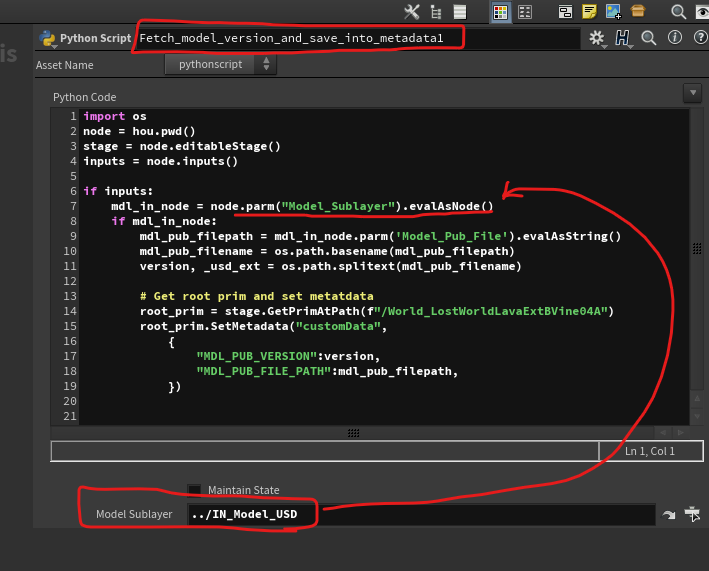 is
Python Script Fetch_model_version_and_save_into_metadata1
Asset Name pythonscript
Python Code
1 import os
2 node = hou.pwd()
3 stage = node.editableStage()
4 inputs = node.inputs()
5
6 if inputs:
7 mdl_in_node = node.parm("Model_Sublayer").evalAsNode()
8 if mdl_in_node:
9 mdl_pub_filepath = mdl_in_node.parm('Model_Pub_File').evalAsString()
10 mdl_pub_filename = os.path.basename(mdl_pub_filepath)
11 version, _usd_ext = os.path.splitext(mdl_pub_filename)
12
13 # Get root prim and set metatdata
14 root_prim = stage.GetPrimAtPath(f"/World_LostWorldLavaExtBVine04A")
15 root_prim.SetMetadata("customData",
16 {
17 "MDL_PUB_VERSION":version,
18 "MDL_PUB_FILE_PATH":mdl_pub_filepath,
19 })
20
21
Ln 1, Col 1
Maintain State
Model Sublayer ../IN_Model_USD